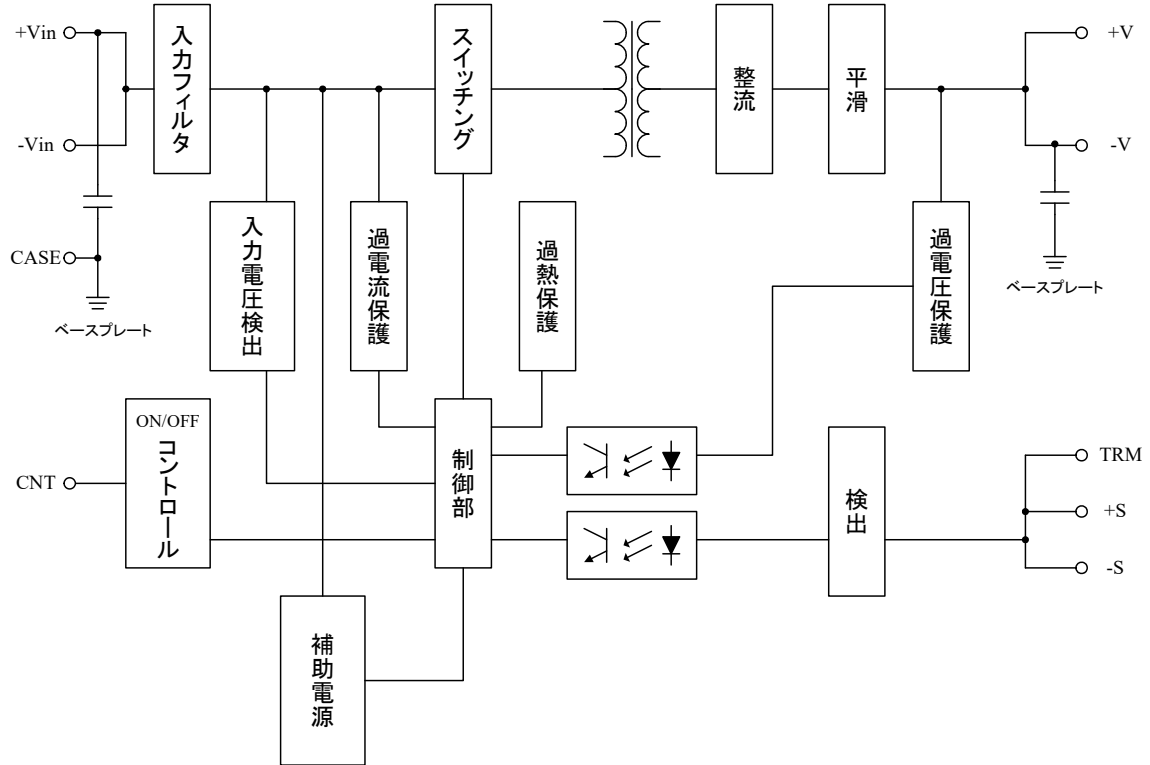 +Vin
-Vin
CASE
ベースプレート
入力フィルタ
スイッチング
整流
平滑
+V
-V
ベースプレート
入力電圧検出
過電流保護
過熱保護
過電圧保護
CNT
ON/OFF
コントロール
制御部
検出
TRM
+S
-S
補助電源